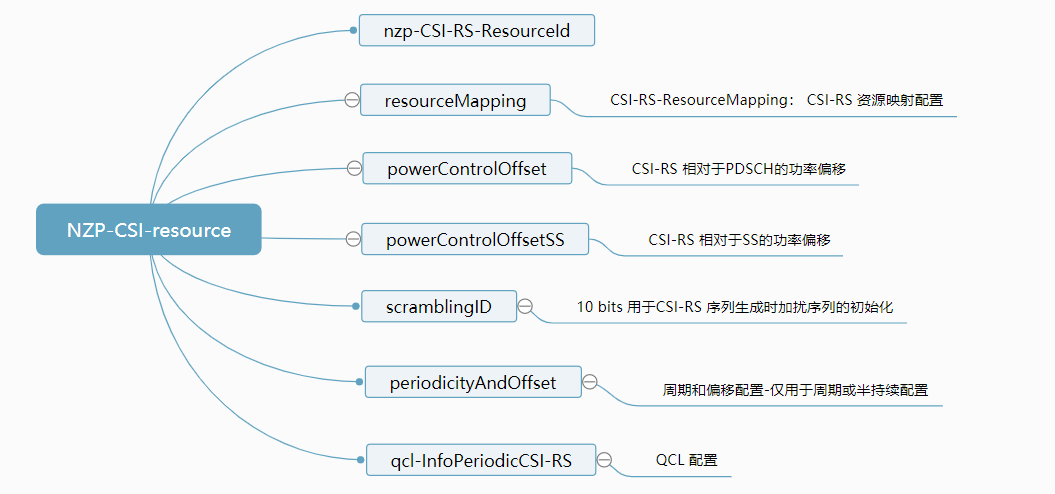 nzp-CSI-RS-ResourceId
resourceMapping
CSI-RS-ResourceMapping： CSI-RS 资源映射配置
powerControlOffset
CSI-RS 相对于PDSCH的功率偏移
NZP-CSI-resource
powerControlOffsetSS
CSI-RS 相对于SS的功率偏移
scramblingID
10 bits 用于CSI-RS 序列生成时加扰序列的初始化
periodicityAndOffset
周期和偏移配置-仅用于周期或半持续配置
qcl-InfoPeriodicCSI-RS
QCL 配置